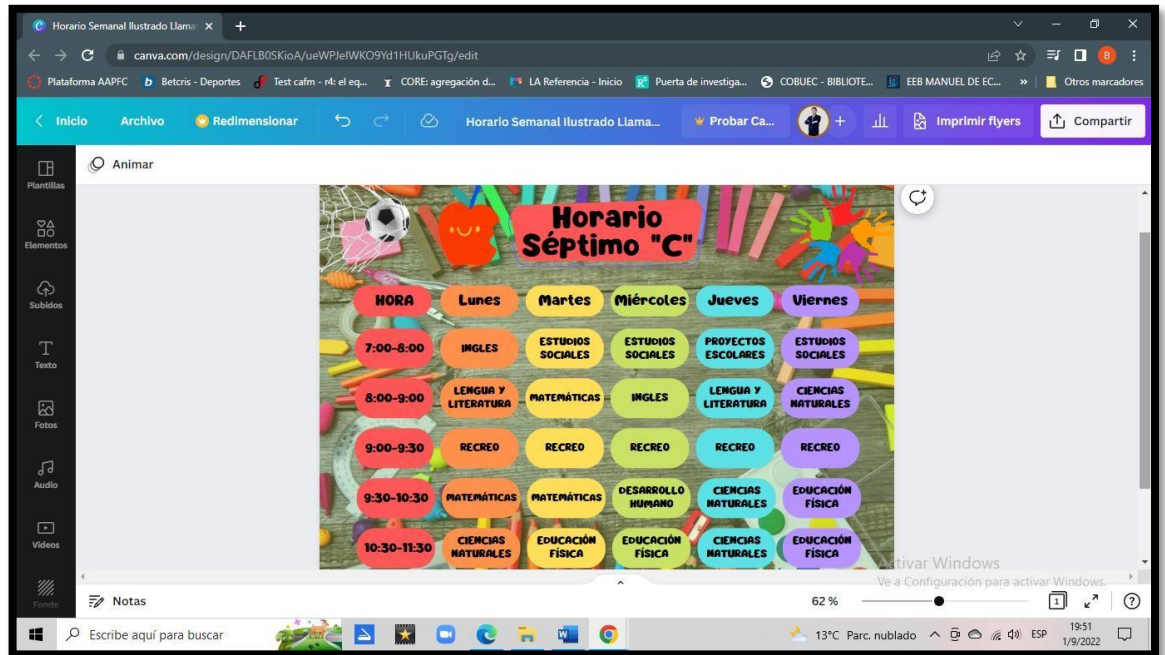 Horario Semanal Ilustrado Llama
canva.com/design/DAFLB0SKioA/ueWPJeIWKO9Yd1HUkuPGTg/edit
B
Plataforma AAPFC
Betcris - Deportes
Test cafm - r4: el eq...
CORE: agregación d...
LA Referencia - Inicio
Puerta de investiga...
COBUEC - BIBLIOTE...
EEB MANUEL DE EC...
Otros marcadores
Inicio
Archivo
Redimensionar
Horario Semanal Ilustrado Llama...
Probar Ca...
Imprimir flyers
Compartir
Plantillas
Elementos
Subidos
Texto
Fotos
Audio
Videos
Fondo
Animar
Horario
Séptimo "C"
HORA Lunes Martes Miércoles Jueves Viernes
7:00-8:00 INGLES ESTUDIOS SOCIALES ESTUDIOS SOCIALES PROYECTOS ESCOLARES ESTUDIOS SOCIALES
8:00-9:00 LENGUA Y LITERATURA MATEMÁTICAS INGLES LENGUA Y LITERATURA CIENCIAS NATURALES
9:00-9:30 RECREO RECREO RECREO RECREO RECREO
9:30-10:30 MATEMÁTICAS MATEMÁTICAS DESARROLLO HUMANO CIENCIAS NATURALES EDUCACIÓN FÍSICA
10:30-11:30 CIENCIAS NATURALES EDUCACIÓN FÍSICA EDUCACIÓN FÍSICA CIENCIAS NATURALES EDUCACIÓN FÍSICA
Activar Windows
Ve a Configuración para activar Windows.
Notas
62 %
1
?
Escribe aquí para buscar
13°C Parc. nublado
ESP
19:51
1/9/2022